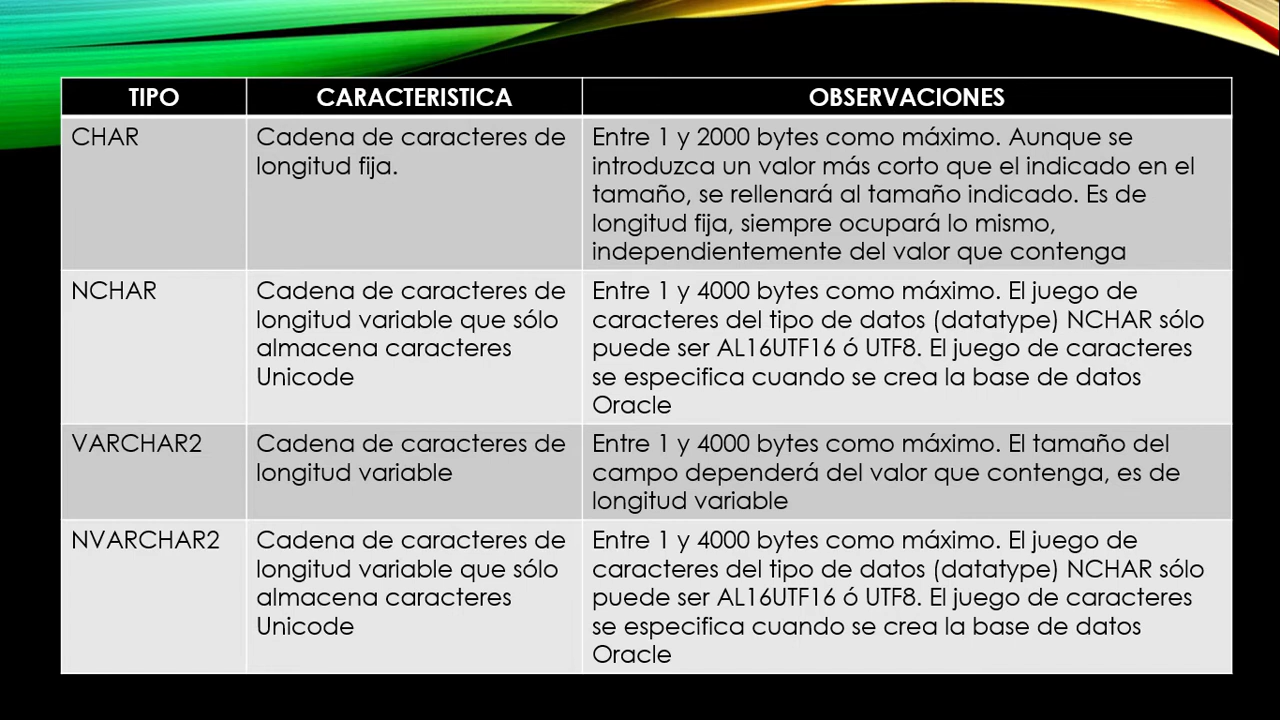 TIPO CARACTERISTICA OBSERVACIONES
CHAR
Cadena de caracteres de
longitud fija.
Entre 1 y 2000 bytes como máximo. Aunque se
introduzca un valor más corto que el indicado en el
tamaño, se rellenará al tamaño indicado. Es de
longitud fija, siempre ocupará lo mismo,
independientemente del valor que contenga
NCHAR
Cadena de caracteres de
longitud variable que sólo
almacena caracteres
Unicode
Entre 1 y 4000 bytes como máximo. El juego de
caracteres del tipo de datos (datatype) NCHAR sólo
puede ser AL16UTF16 ó UTF8. El juego de caracteres
se especifica cuando se crea la base de datos
Oracle
VARCHAR2
Cadena de caracteres de
longitud variable
Entre 1 y 4000 bytes como máximo. El tamaño del
campo dependerá del valor que contenga, es de
longitud variable
NVARCHAR2
Cadena de caracteres de
longitud variable que sólo
almacena caracteres
Unicode
Entre 1 y 4000 bytes como máximo. El juego de
caracteres del tipo de datos (datatype) NCHAR sólo
puede ser AL16UTF16 ó UTF8. El juego de caracteres
se especifica cuando se crea la base de datos
Oracle